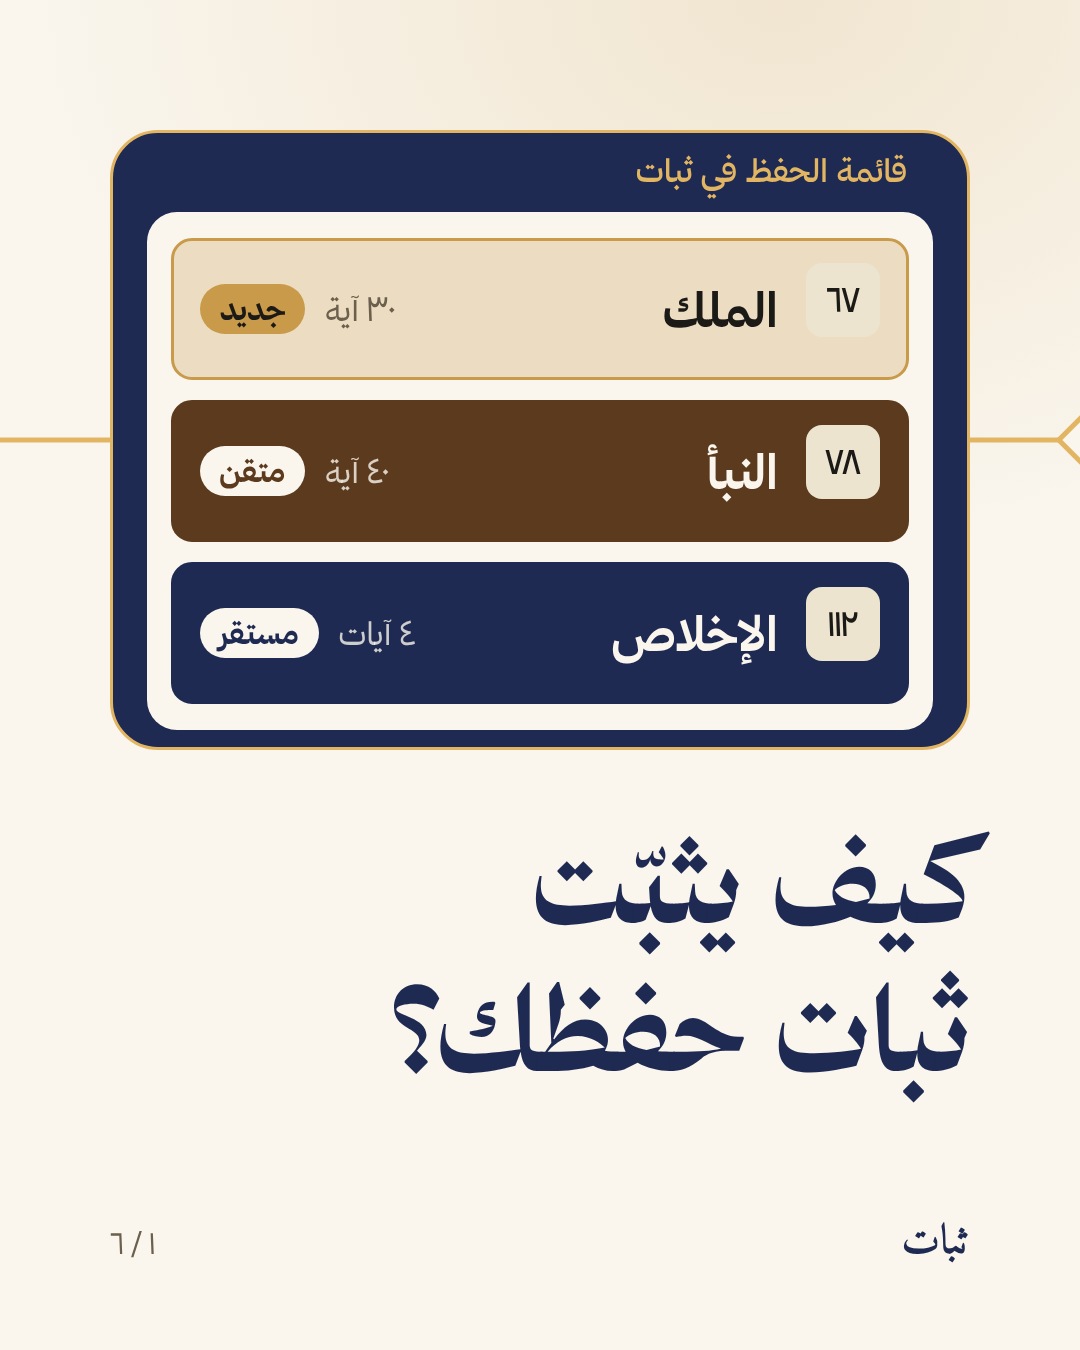 قائمة الحفظ في ثبات
٦٧ الملك ٣٠ آية جديد
٧٨ النبأ ٤٠ آية متقن
١١٢ الإخلاص ٤ آيات مستقر
كيف يثبّت
ثبات حفظك؟
ثبات
١ / ٦